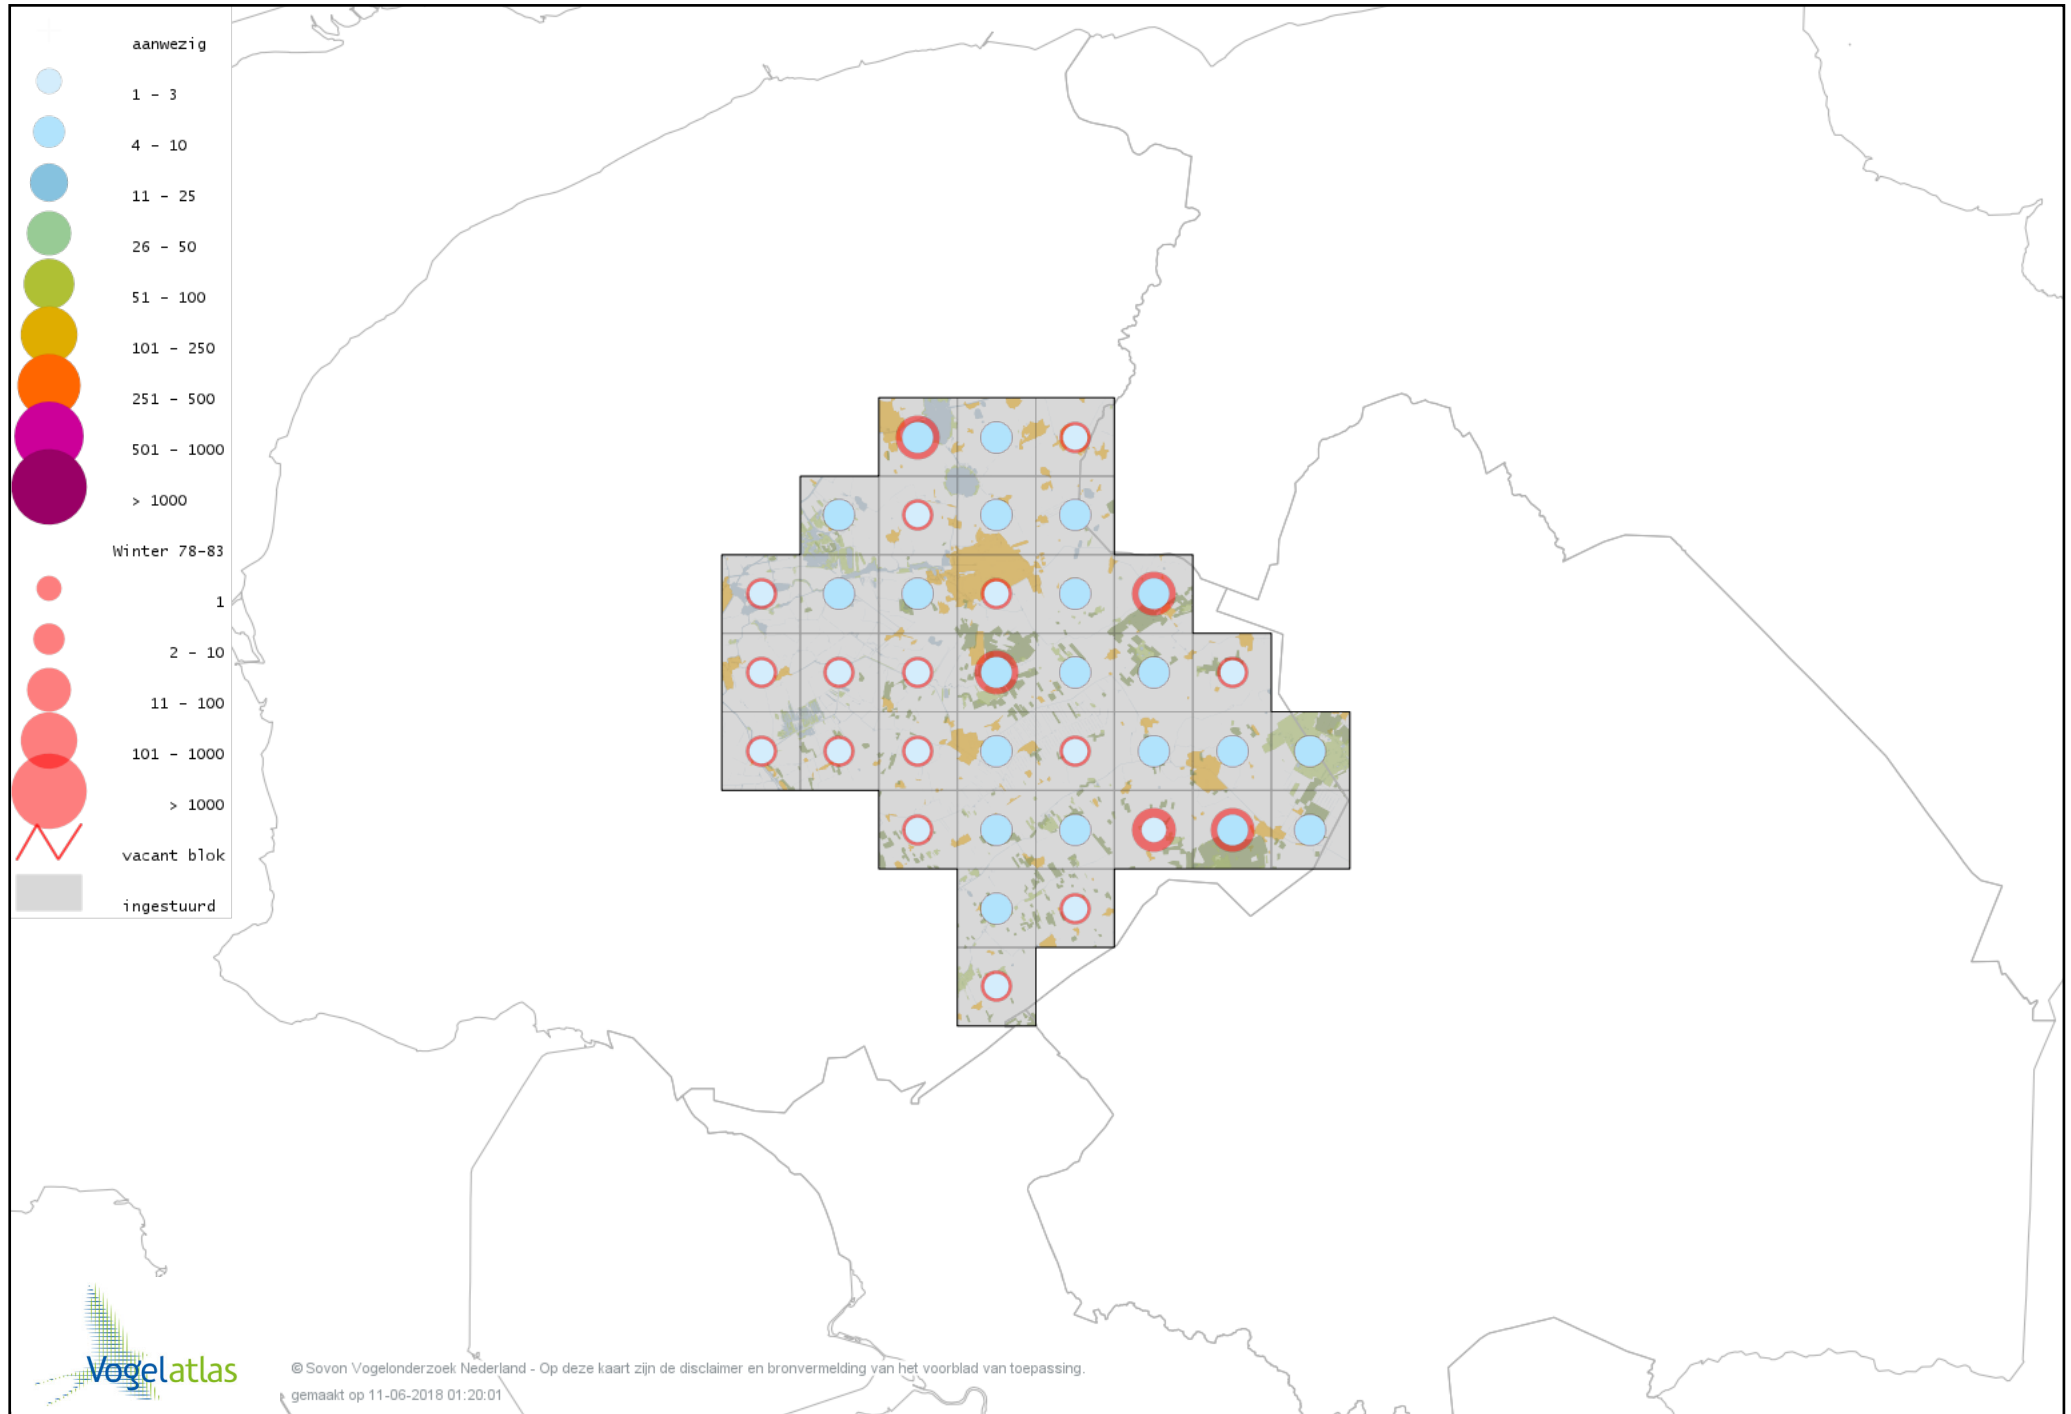 aanwezig
1 - 3
4 - 10
11 - 25
26 - 50
51 - 100
101 - 250
251 - 500
501 - 1000
> 1000
Winter 78-83
1
2 - 10
11 - 100
101 - 1000
> 1000
vacant blok
ingestuurd
Vogelatlas
© Sovon Vogelonderzoek Nederland - Op deze kaart zijn de disclaimer en bronvermelding van het voorblad van toepassing.
gemaakt op 11-06-2018 01:20:01